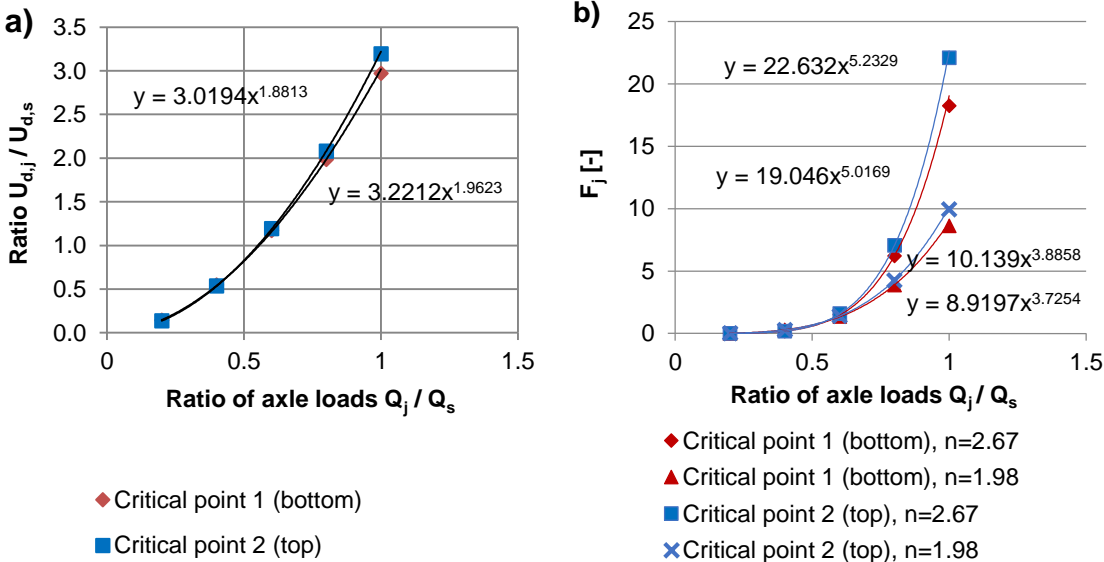 a)
Ratio U_d,j / U_d,s
3.5
3.0
2.5
2.0
1.5
1.0
0.5
0.0
y = 3.0194x^1.8813
y = 3.2212x^1.9623
0
0.5
1
1.5
Ratio of axle loads Q_j / Q_s
Critical point 1 (bottom)
Critical point 2 (top)
b)
F_j [-]
25
20
15
10
5
0
y = 22.632x^5.2329
y = 19.046x^5.0169
y = 10.139x^3.8858
y = 8.9197x^3.7254
0
0.5
1
1.5
Ratio of axle loads Q_j / Q_s
Critical point 1 (bottom), n=2.67
Critical point 1 (bottom), n=1.98
Critical point 2 (top), n=2.67
Critical point 2 (top), n=1.98